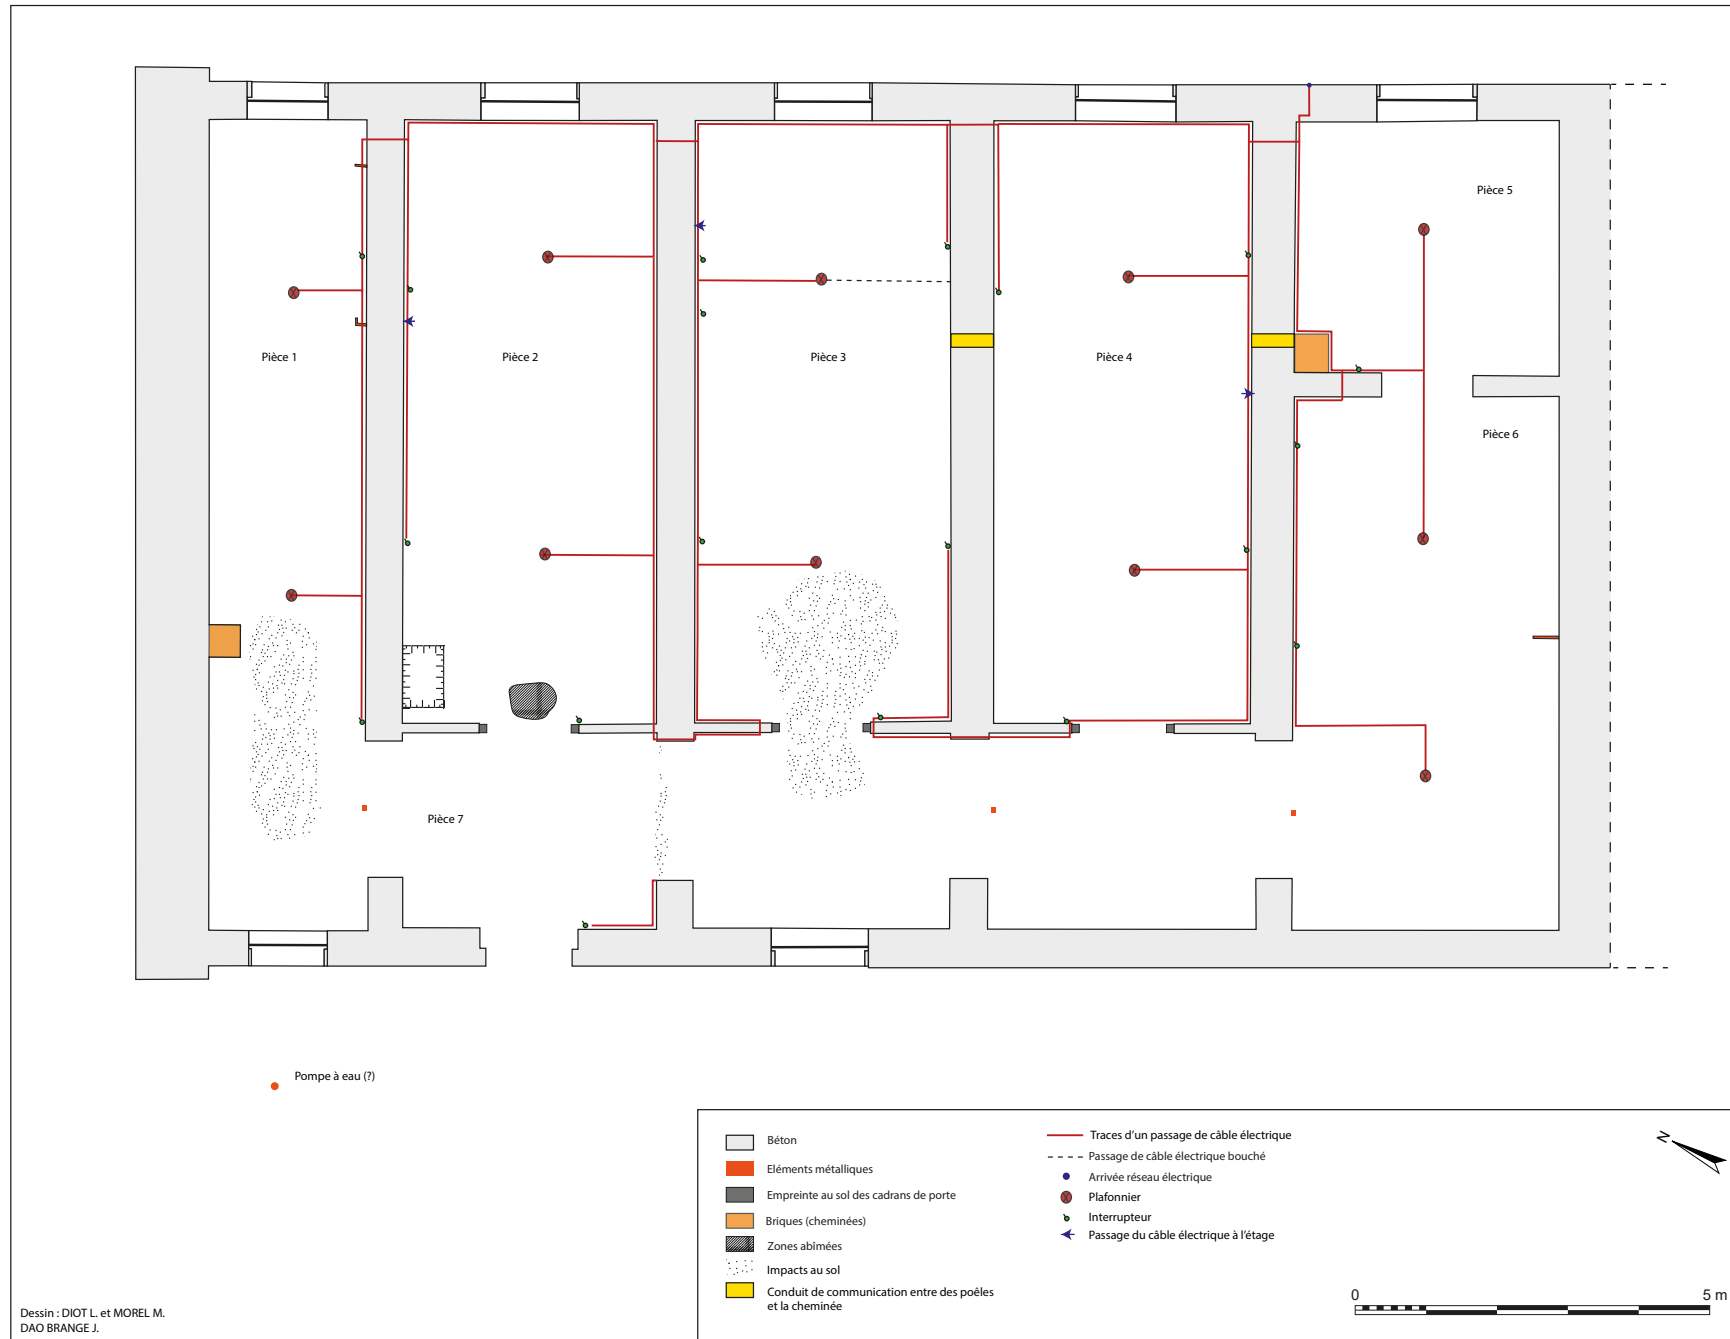 Pièce 5
Pièce 1
Pièce 2
Pièce 3
Pièce 4
Pièce 6
Pièce 7
Pompe à eau (?)
Béton
Eléments métalliques
Empreinte au sol des cadrans de porte
Briques (cheminées)
Zones abîmées
Impacts au sol
Conduit de communication entre des poêles
et la cheminée
Traces d'un passage de câble électrique
Passage de câble électrique bouché
Arrivée réseau électrique
Plafonnier
Interrupteur
Passage du câble électrique à l'étage
N
0 5 m
Dessin : DIOT L. et MOREL M.
DAO BRANGE J.